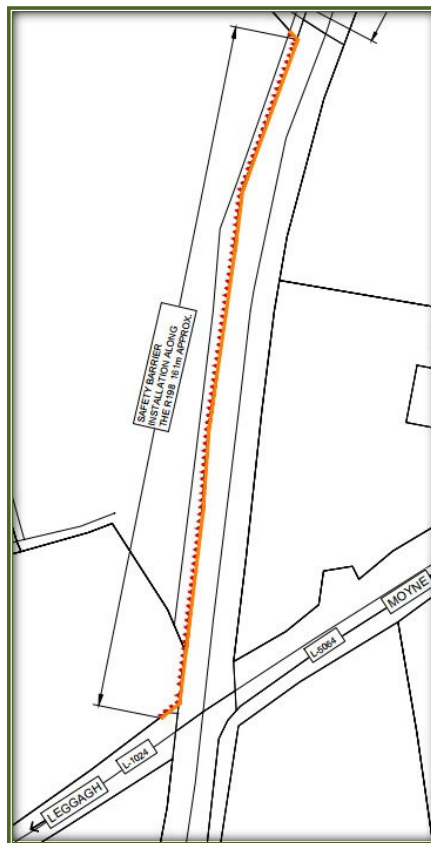 SAFETY BARRIER
INSTALLATION ALONG
THE R198 161m APPROX.
MOYNE
L-5064
L-1024
LEGGAGH